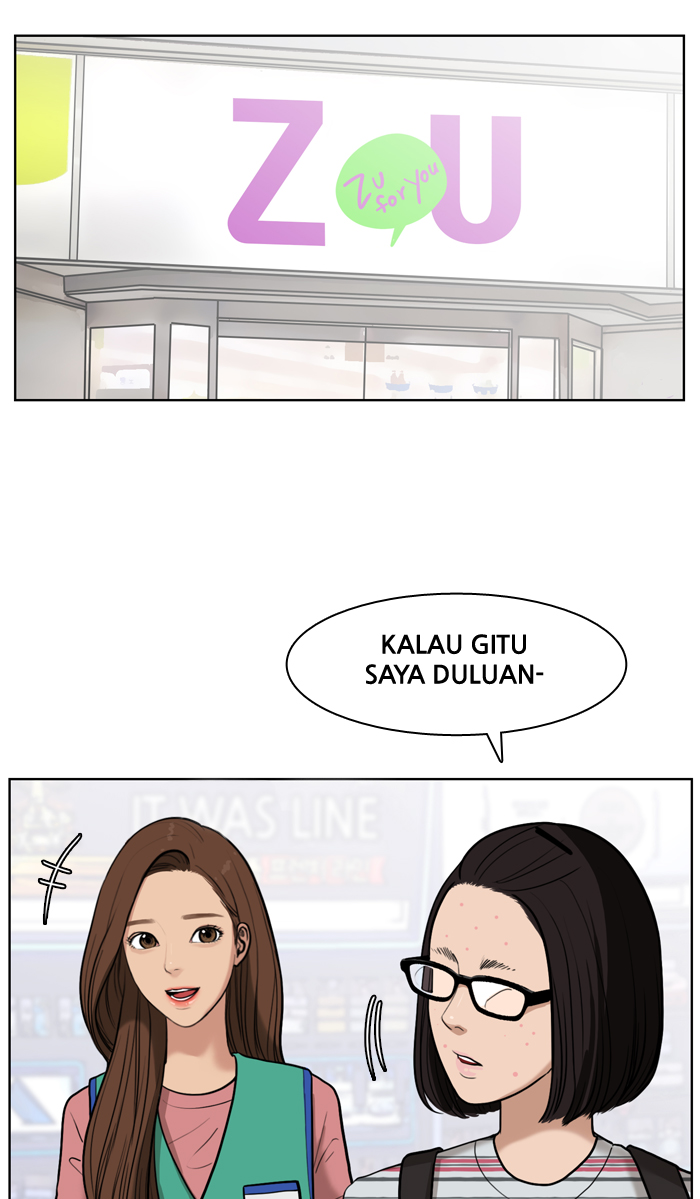 Z U
Zu
for you
KALAU GITU
SAYA DULUAN-
IT WAS LINE